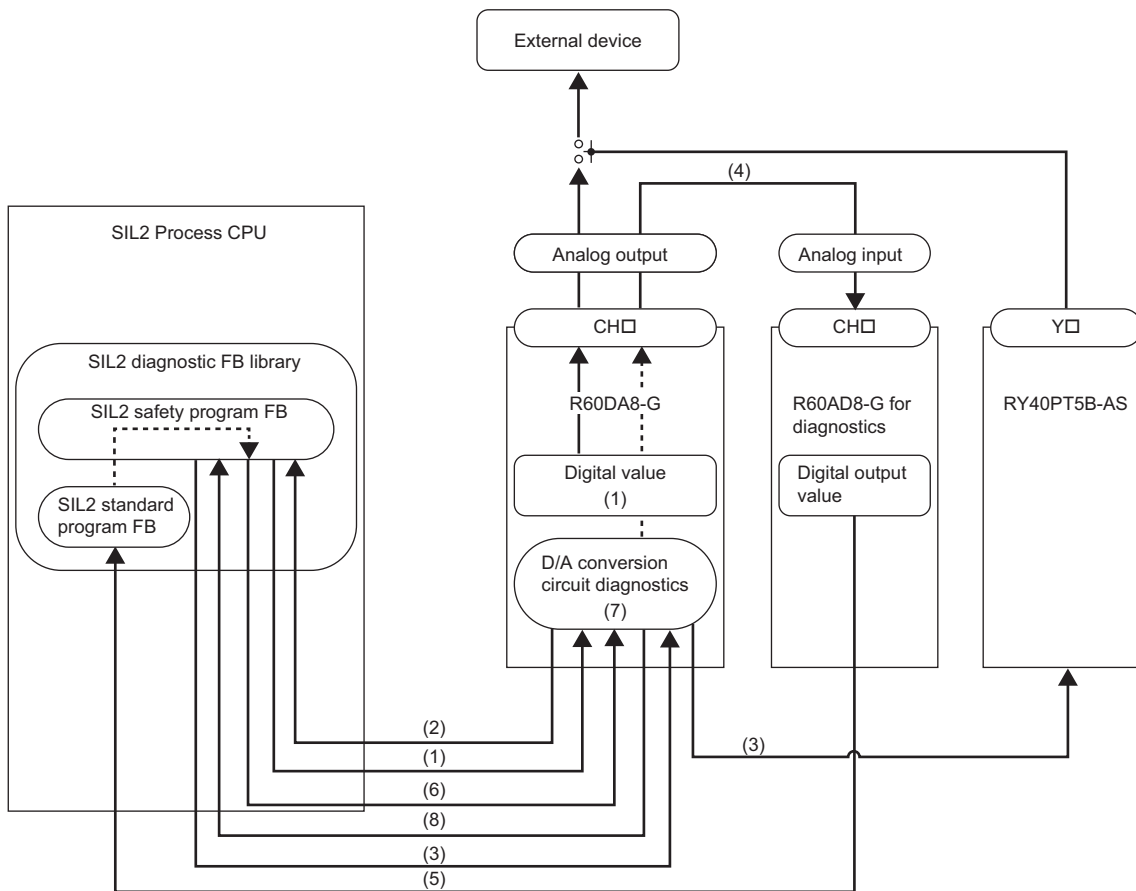 External device
(4)
SIL2 Process CPU
Analog output
Analog input
CH□
CH□
Y□
SIL2 diagnostic FB library
SIL2 safety program FB
R60DA8-G
R60AD8-G for
diagnostics
RY40PT5B-AS
SIL2 standard
program FB
Digital value
(1)
Digital output
value
D/A conversion
circuit diagnostics
(7)
(2)
(3)
(1)
(6)
(8)
(3)
(5)